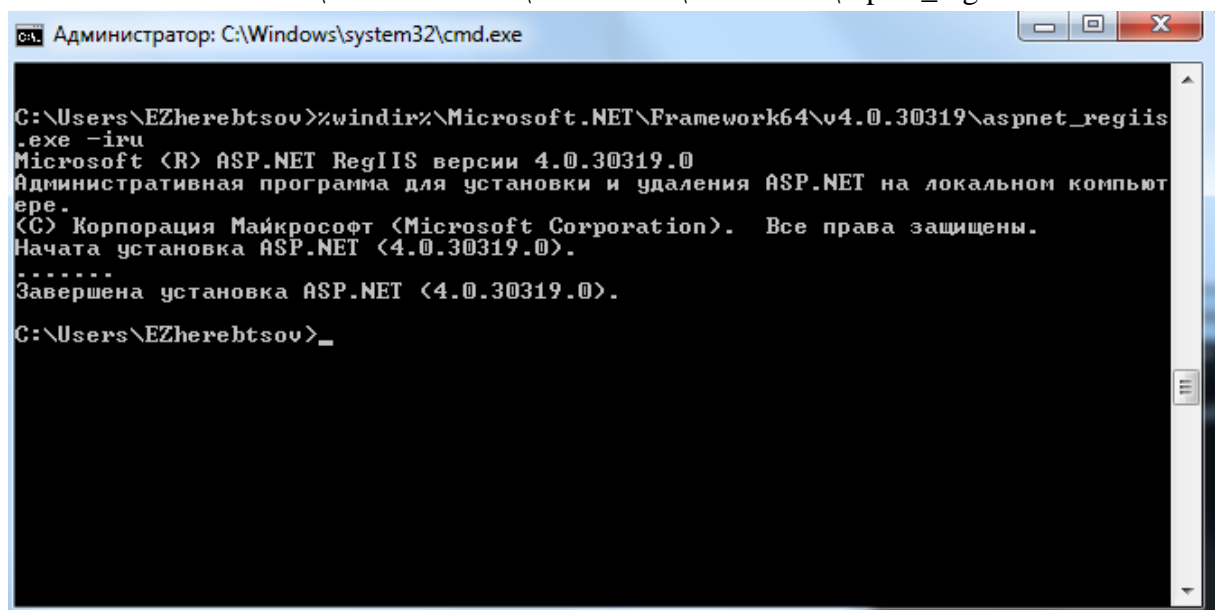 Администратор: C:\Windows\system32\cmd.exe
C:\Users\EZherebtsov>%windir%\Microsoft.NET\Framework64\v4.0.30319\aspnet_regiis
.exe -iru
Microsoft (R) ASP.NET RegIIS версии 4.0.30319.0
Административная программа для установки и удаления ASP.NET на локальном компьют
ере.
(C) Корпорация Майкрософт (Microsoft Corporation).  Все права защищены.
Начата установка ASP.NET (4.0.30319.0).
.......
Завершена установка ASP.NET (4.0.30319.0).
C:\Users\EZherebtsov>_